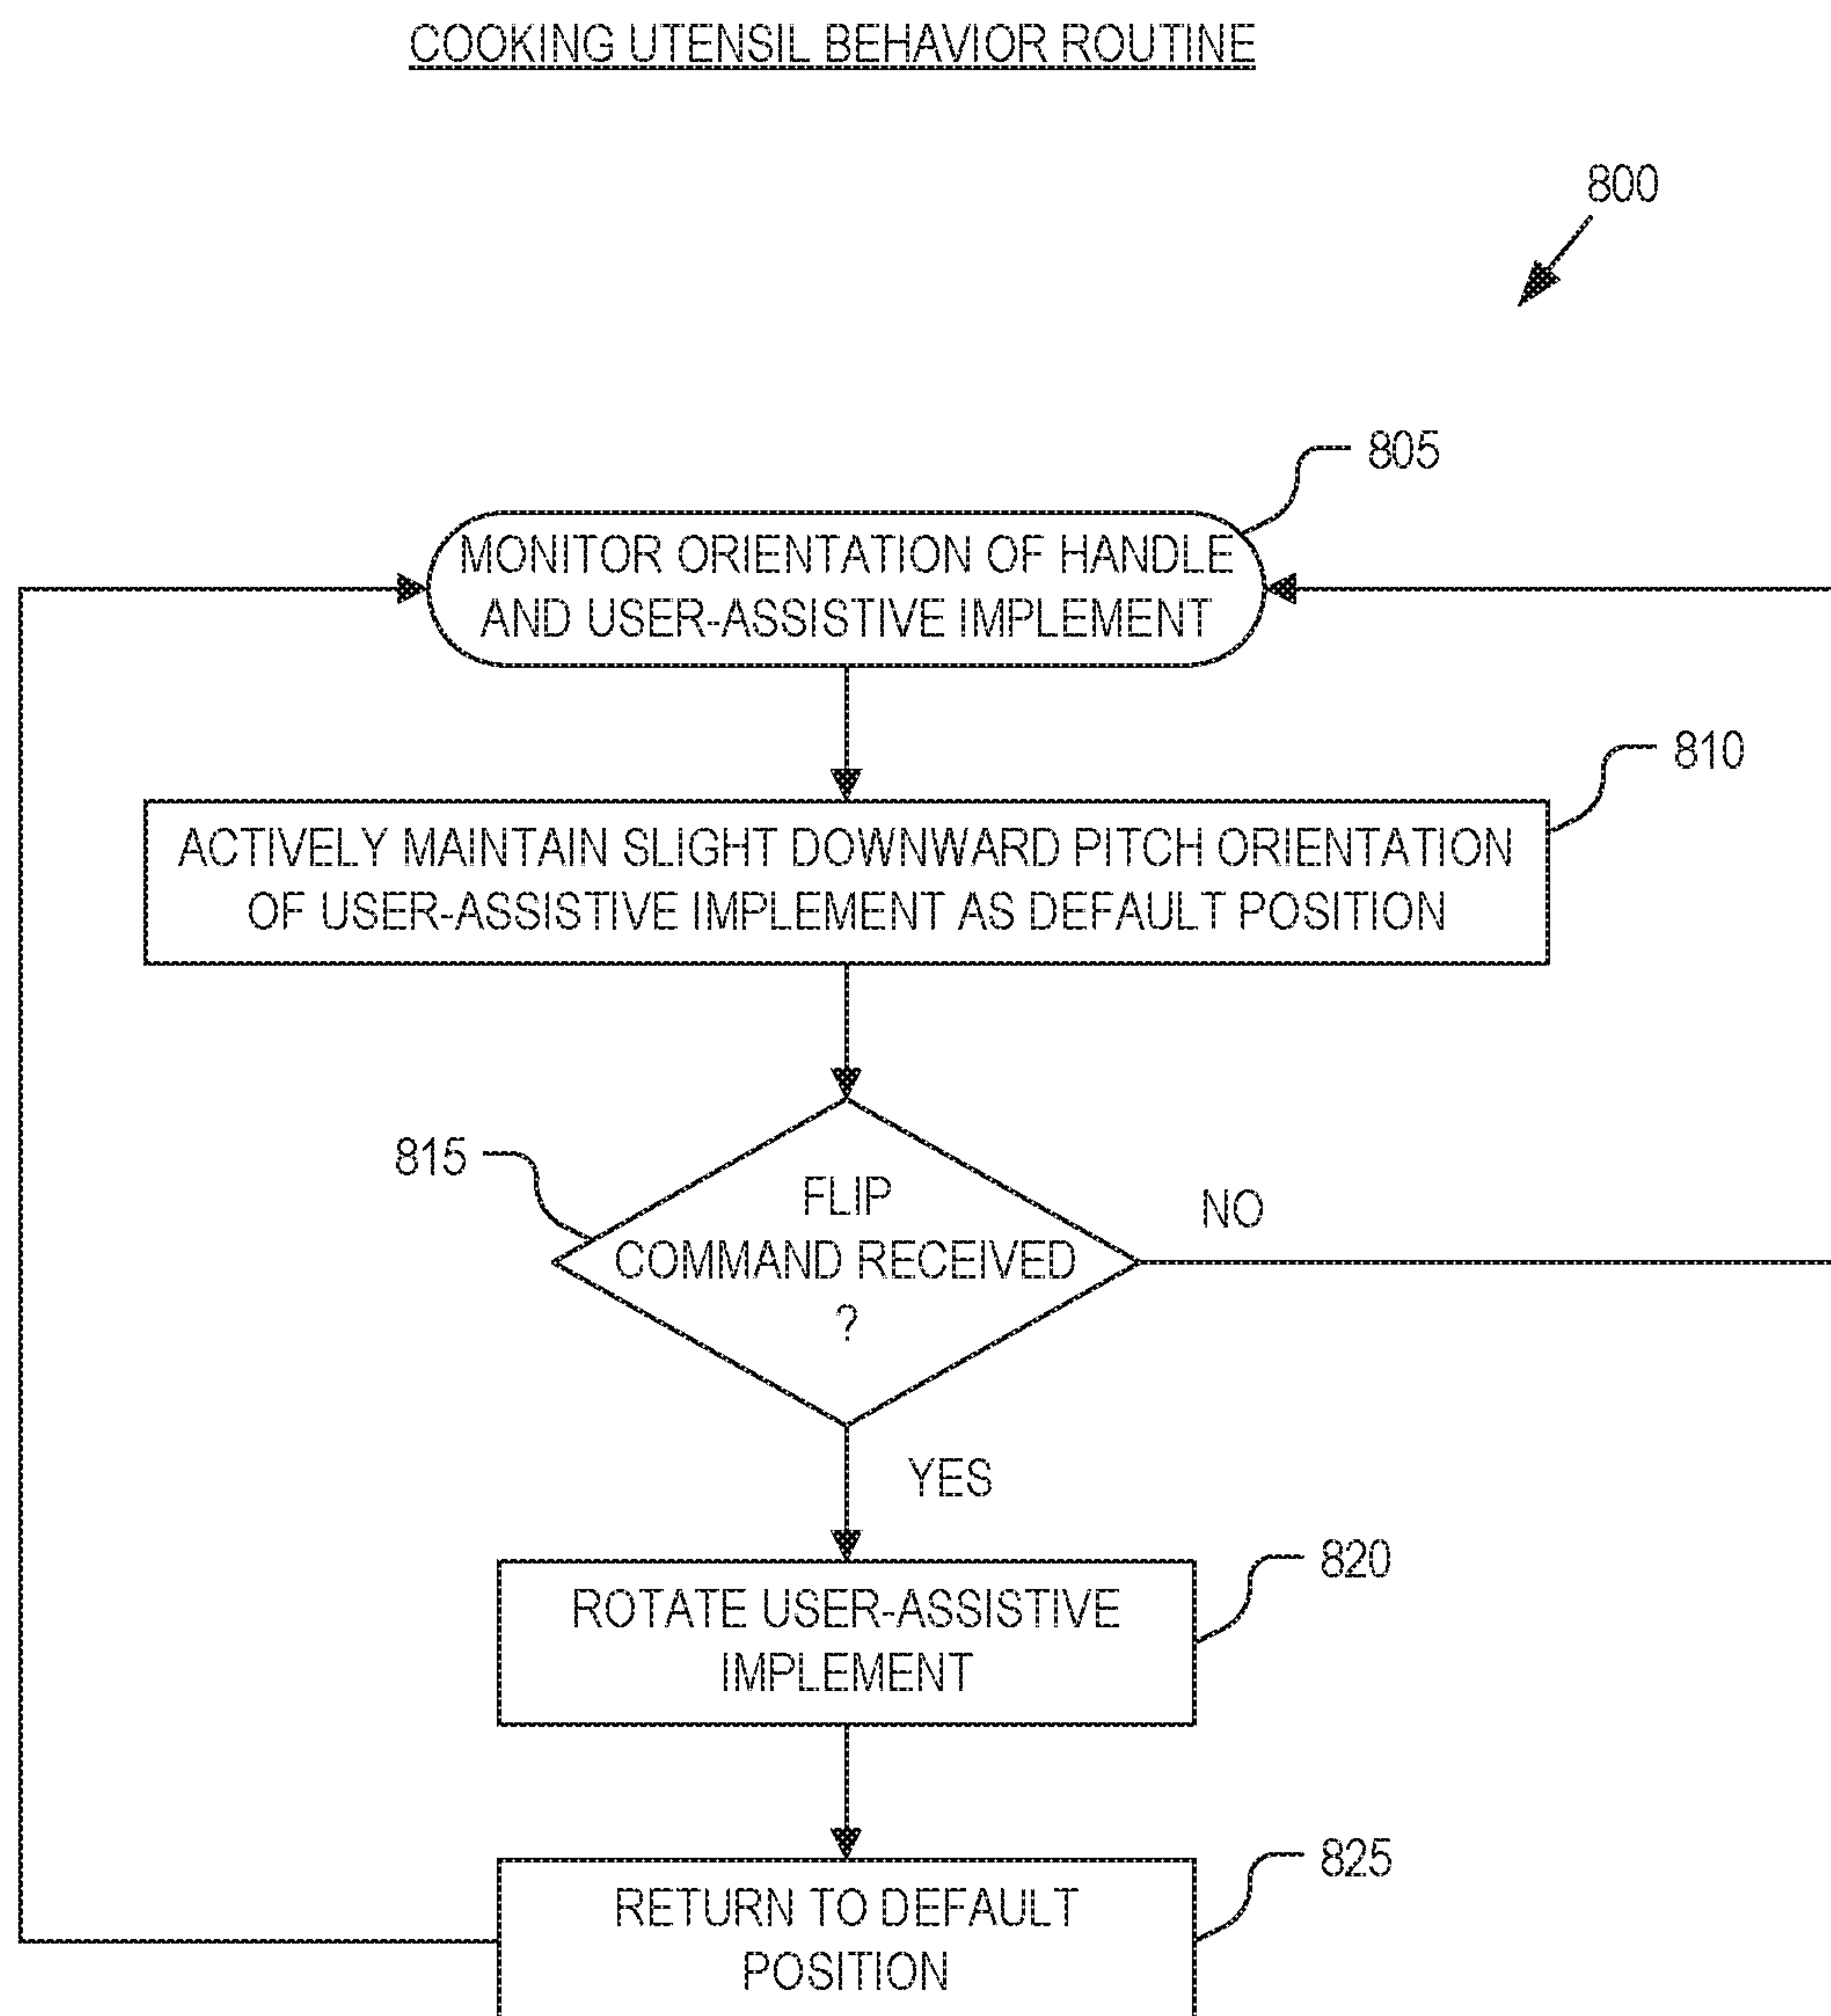 COOKING UTENSIL BEHAVIOR ROUTINE
800
805
MONITOR ORIENTATION OF HANDLE
AND USER-ASSISTIVE IMPLEMENT
810
ACTIVELY MAINTAIN SLIGHT DOWNWARD PITCH ORIENTATION
OF USER-ASSISTIVE IMPLEMENT AS DEFAULT POSITION
815
FLIP
COMMAND RECEIVED
?
NO
YES
820
ROTATE USER-ASSISTIVE
IMPLEMENT
825
RETURN TO DEFAULT
POSITION